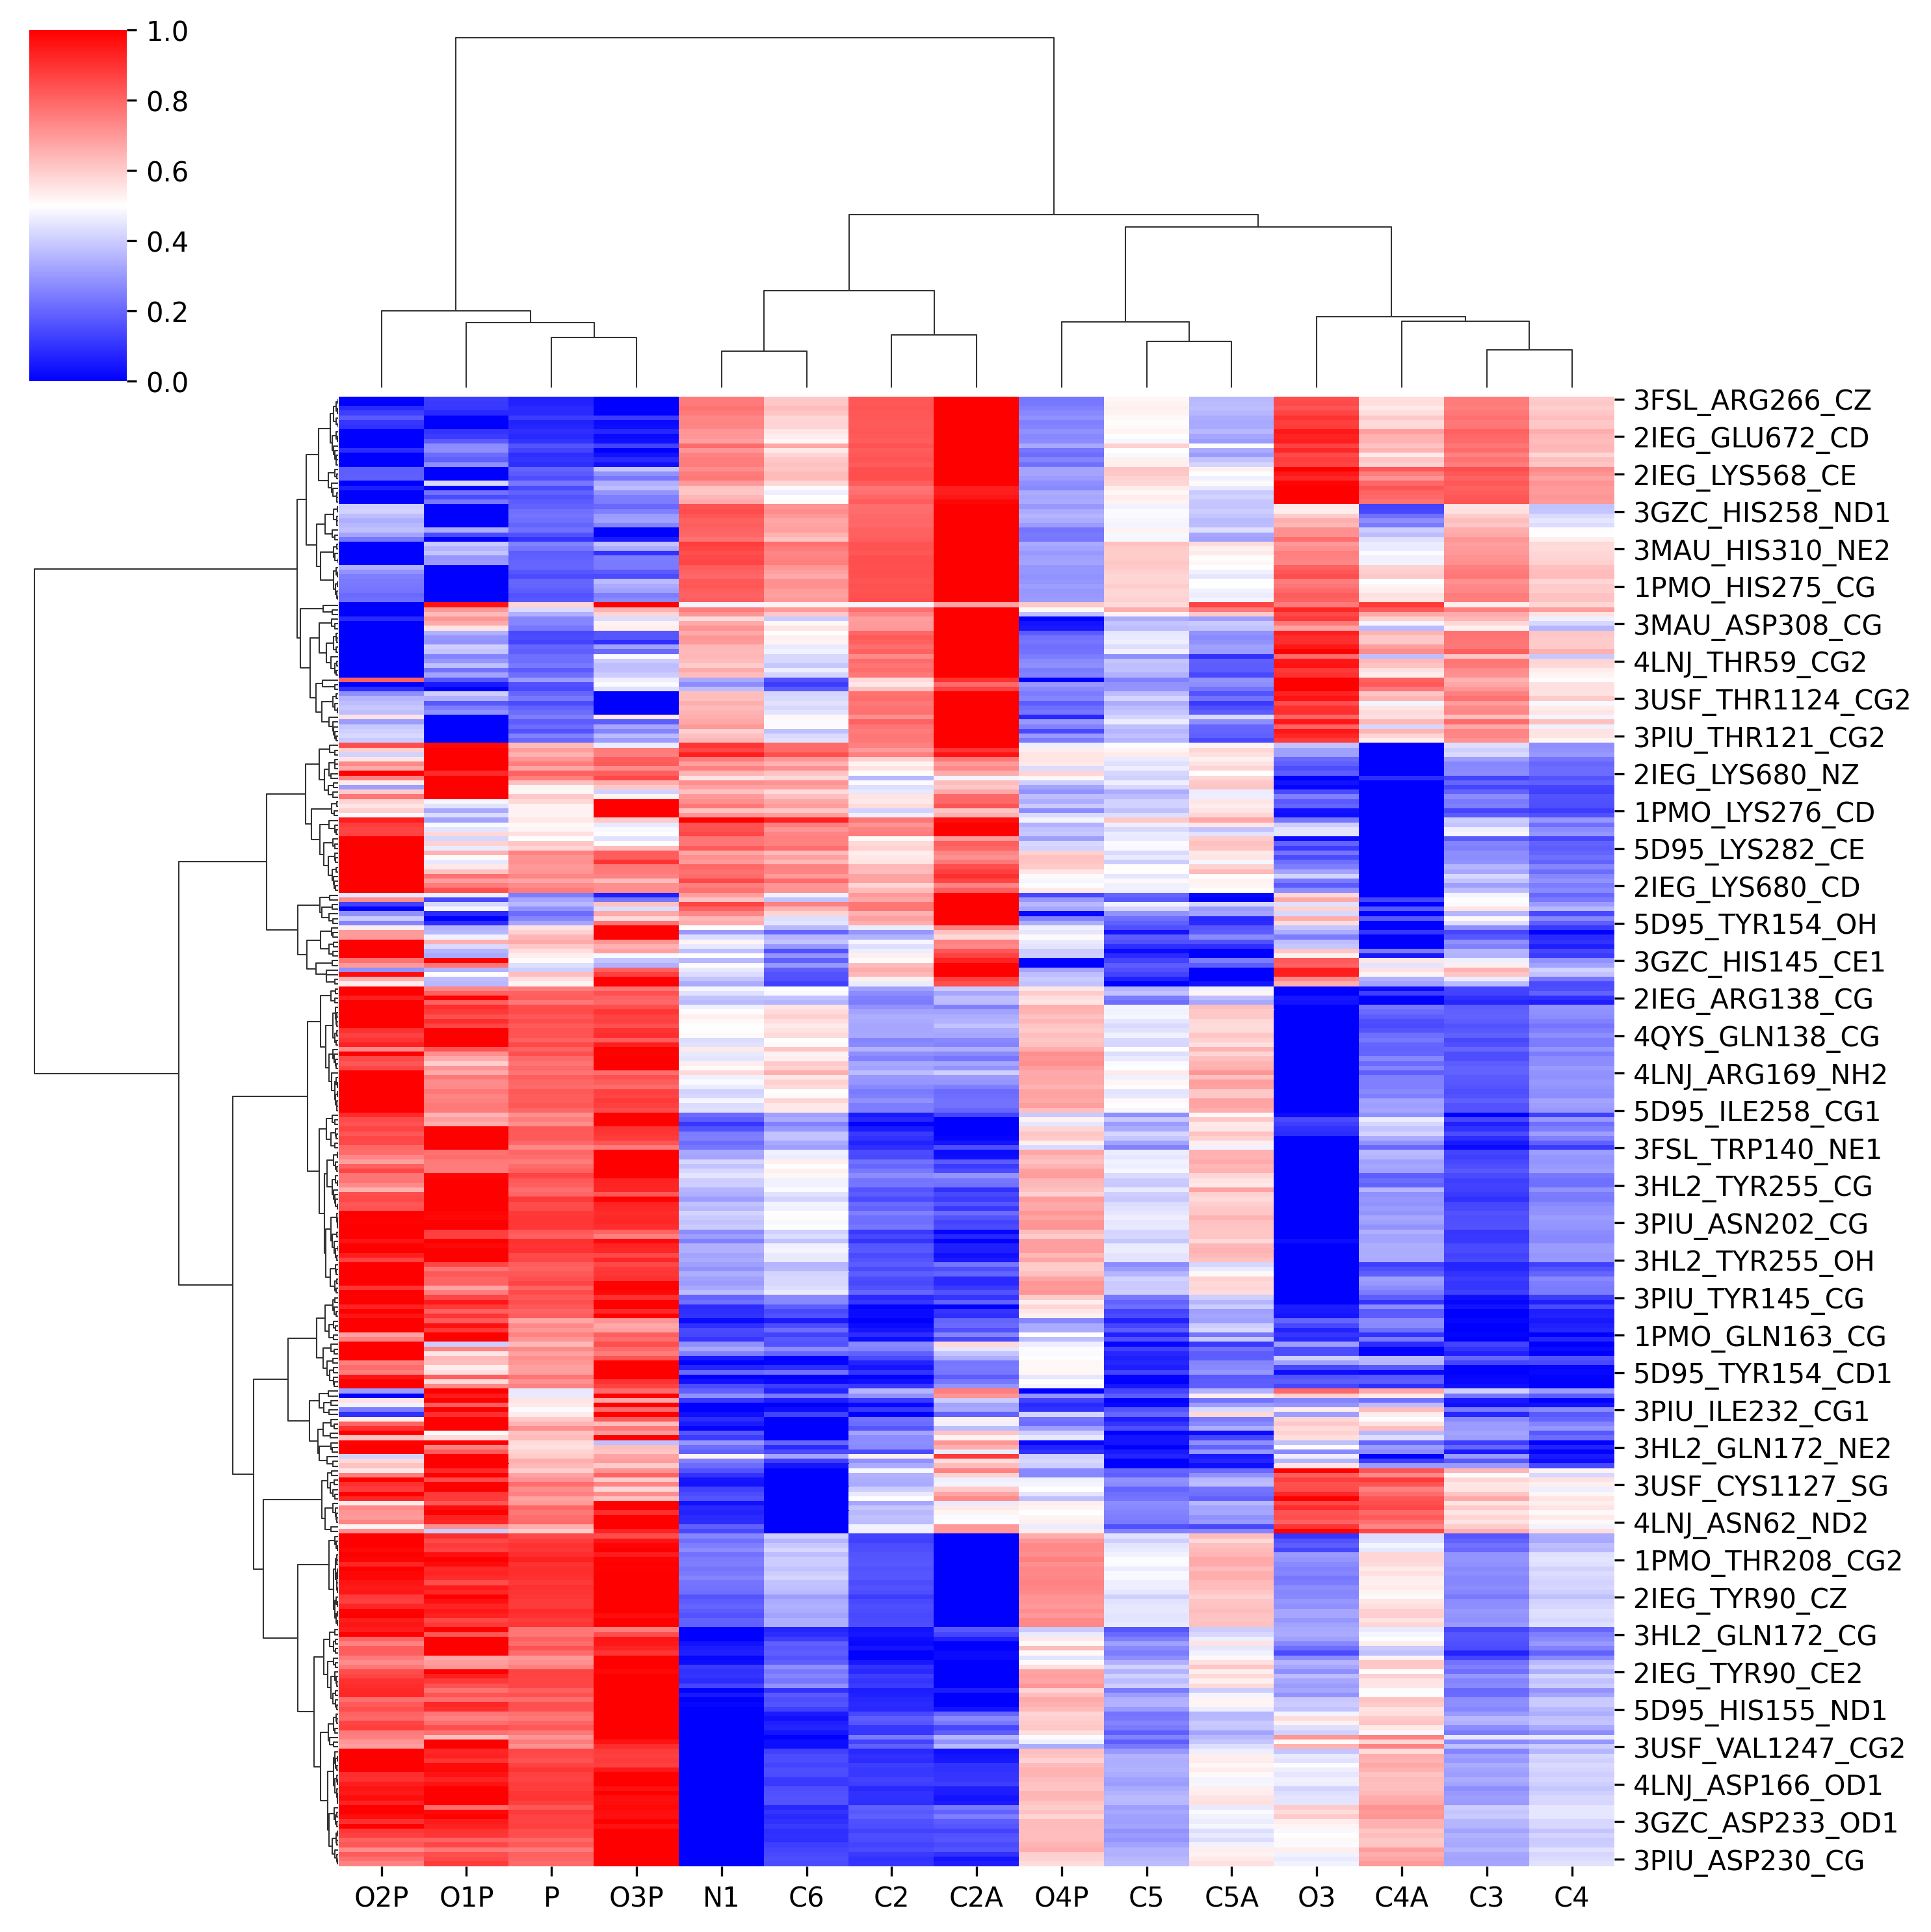 1.0
0.8
0.6
0.4
0.2
0.0
3FSL_ARG266_CZ
2IEG_GLU672_CD
2IEG_LYS568_CE
3GZC_HIS258_ND1
3MAU_HIS310_NE2
1PMO_HIS275_CG
3MAU_ASP308_CG
4LNJ_THR59_CG2
3USF_THR1124_CG2
3PIU_THR121_CG2
2IEG_LYS680_NZ
1PMO_LYS276_CD
5D95_LYS282_CE
2IEG_LYS680_CD
5D95_TYR154_OH
3GZC_HIS145_CE1
2IEG_ARG138_CG
4QYS_GLN138_CG
4LNJ_ARG169_NH2
5D95_ILE258_CG1
3FSL_TRP140_NE1
3HL2_TYR255_CG
3PIU_ASN202_CG
3HL2_TYR255_OH
3PIU_TYR145_CG
1PMO_GLN163_CG
5D95_TYR154_CD1
3PIU_ILE232_CG1
3HL2_GLN172_NE2
3USF_CYS1127_SG
4LNJ_ASN62_ND2
1PMO_THR208_CG2
2IEG_TYR90_CZ
3HL2_GLN172_CG
2IEG_TYR90_CE2
5D95_HIS155_ND1
3USF_VAL1247_CG2
4LNJ_ASP166_OD1
3GZC_ASP233_OD1
3PIU_ASP230_CG
O2P O1P P O3P N1 C6 C2 C2A O4P C5 C5A O3 C4A C3 C4